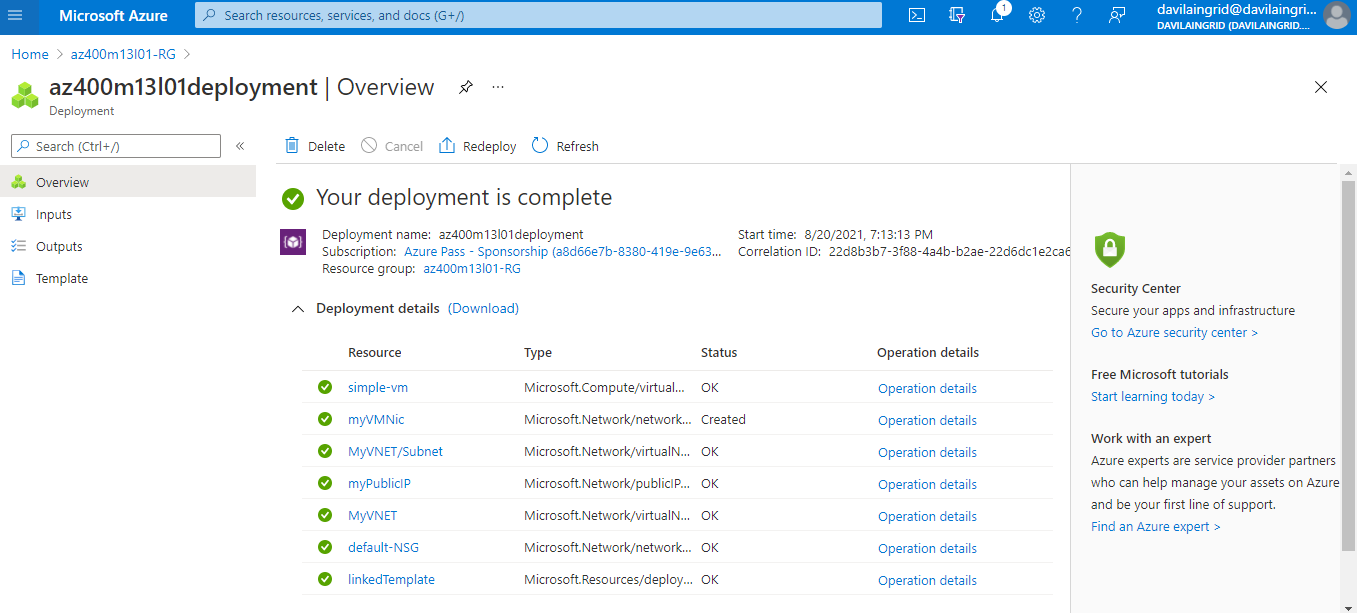 Microsoft Azure
Search resources, services, and docs (G+/)
1
davilaingrid@davilaingri...
DAVILAINGRID (DAVILAINGRID....
Home > az400m13l01-RG >
az400m13l01deployment | Overview ...
Deployment
Search (Ctrl+/) «
Overview
Inputs
Outputs
Template
Delete Cancel Redeploy Refresh
Your deployment is complete
Deployment name: az400m13l01deployment
Subscription: Azure Pass - Sponsorship (a8d66e7b-8380-419e-9e63...
Resource group: az400m13l01-RG
Start time: 8/20/2021, 7:13:13 PM
Correlation ID: 22d8b3b7-3f88-4a4b-b2ae-22d6dc1e2ca6
Deployment details (Download)
Resource Type Status Operation details
simple-vm Microsoft.Compute/virtual... OK Operation details
myVMNic Microsoft.Network/network... Created Operation details
MyVNET/Subnet Microsoft.Network/virtualN... OK Operation details
myPublicIP Microsoft.Network/publicIP... OK Operation details
MyVNET Microsoft.Network/virtualN... OK Operation details
default-NSG Microsoft.Network/network... OK Operation details
linkedTemplate Microsoft.Resources/deploy... OK Operation details
Security Center
Secure your apps and infrastructure
Go to Azure security center >
Free Microsoft tutorials
Start learning today >
Work with an expert
Azure experts are service provider partners
who can help manage your assets on Azure
and be your first line of support.
Find an Azure expert >